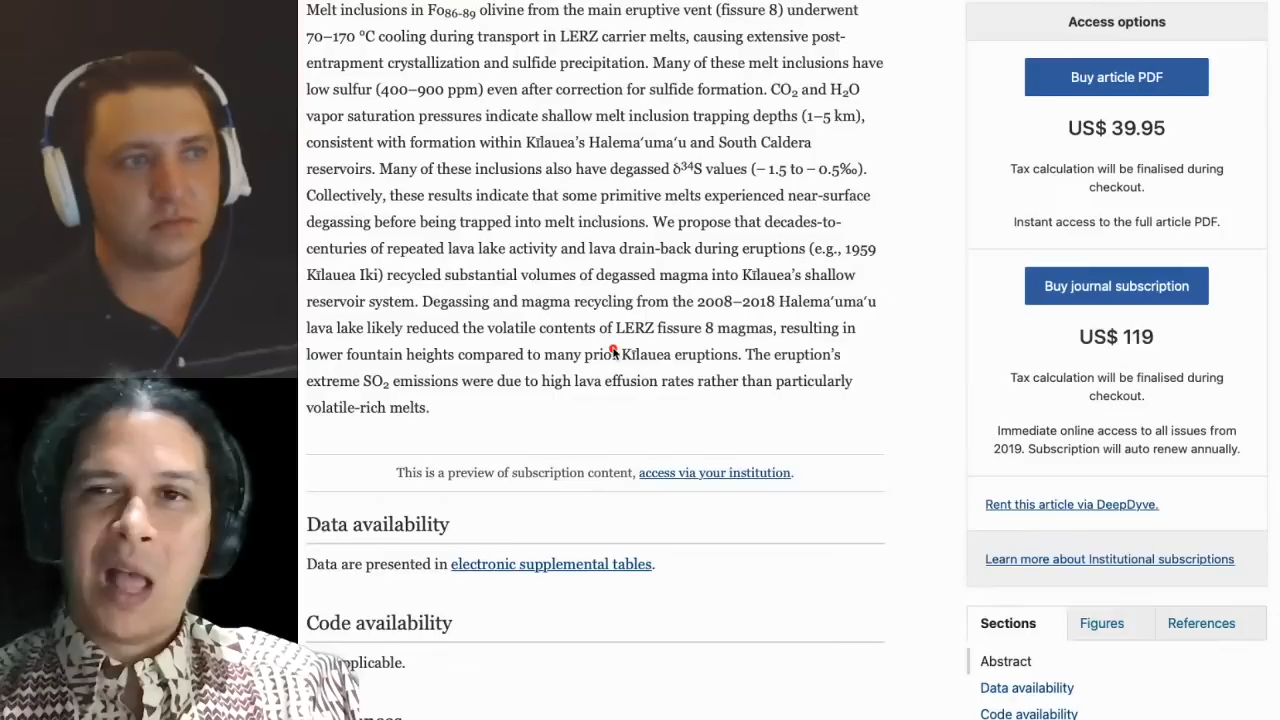 Melt inclusions in Fo86-89 olivine from the main eruptive vent (fissure 8) underwent
70–170 °C cooling during transport in LERZ carrier melts, causing extensive post-
entrapment crystallization and sulfide precipitation. Many of these melt inclusions have
low sulfur (400–900 ppm) even after correction for sulfide formation. CO2 and H2O
vapor saturation pressures indicate shallow melt inclusion trapping depths (1–5 km),
consistent with formation within Kīlauea’s Halemaʻumaʻu and South Caldera
reservoirs. Many of these inclusions also have degassed δ34S values (− 1.5 to − 0.5‰).
Collectively, these results indicate that some primitive melts experienced near-surface
degassing before being trapped into melt inclusions. We propose that decades-to-
centuries of repeated lava lake activity and lava drain-back during eruptions (e.g., 1959
Kīlauea Iki) recycled substantial volumes of degassed magma into Kīlauea’s shallow
reservoir system. Degassing and magma recycling from the 2008–2018 Halemaʻumaʻu
lava lake likely reduced the volatile contents of LERZ fissure 8 magmas, resulting in
lower fountain heights compared to many prior Kīlauea eruptions. The eruption’s
extreme SO2 emissions were due to high lava effusion rates rather than particularly
volatile-rich melts.
This is a preview of subscription content, access via your institution.
Data availability
Data are presented in electronic supplemental tables.
Code availability
pplicable.
Access options
Buy article PDF
US$ 39.95
Tax calculation will be finalised during
checkout.
Instant access to the full article PDF.
Buy journal subscription
US$ 119
Tax calculation will be finalised during
checkout.
Immediate online access to all issues from
2019. Subscription will auto renew annually.
Rent this article via DeepDyve.
Learn more about Institutional subscriptions
Sections Figures References
Abstract
Data availability
Code availability